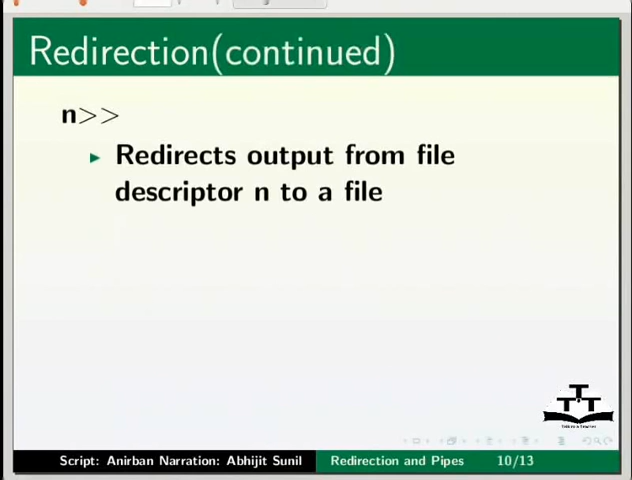 Redirection(continued)
n>>
Redirects output from file
descriptor n to a file
TTT
Script: Anirban Narration: Abhijit Sunil Redirection and Pipes 10/13